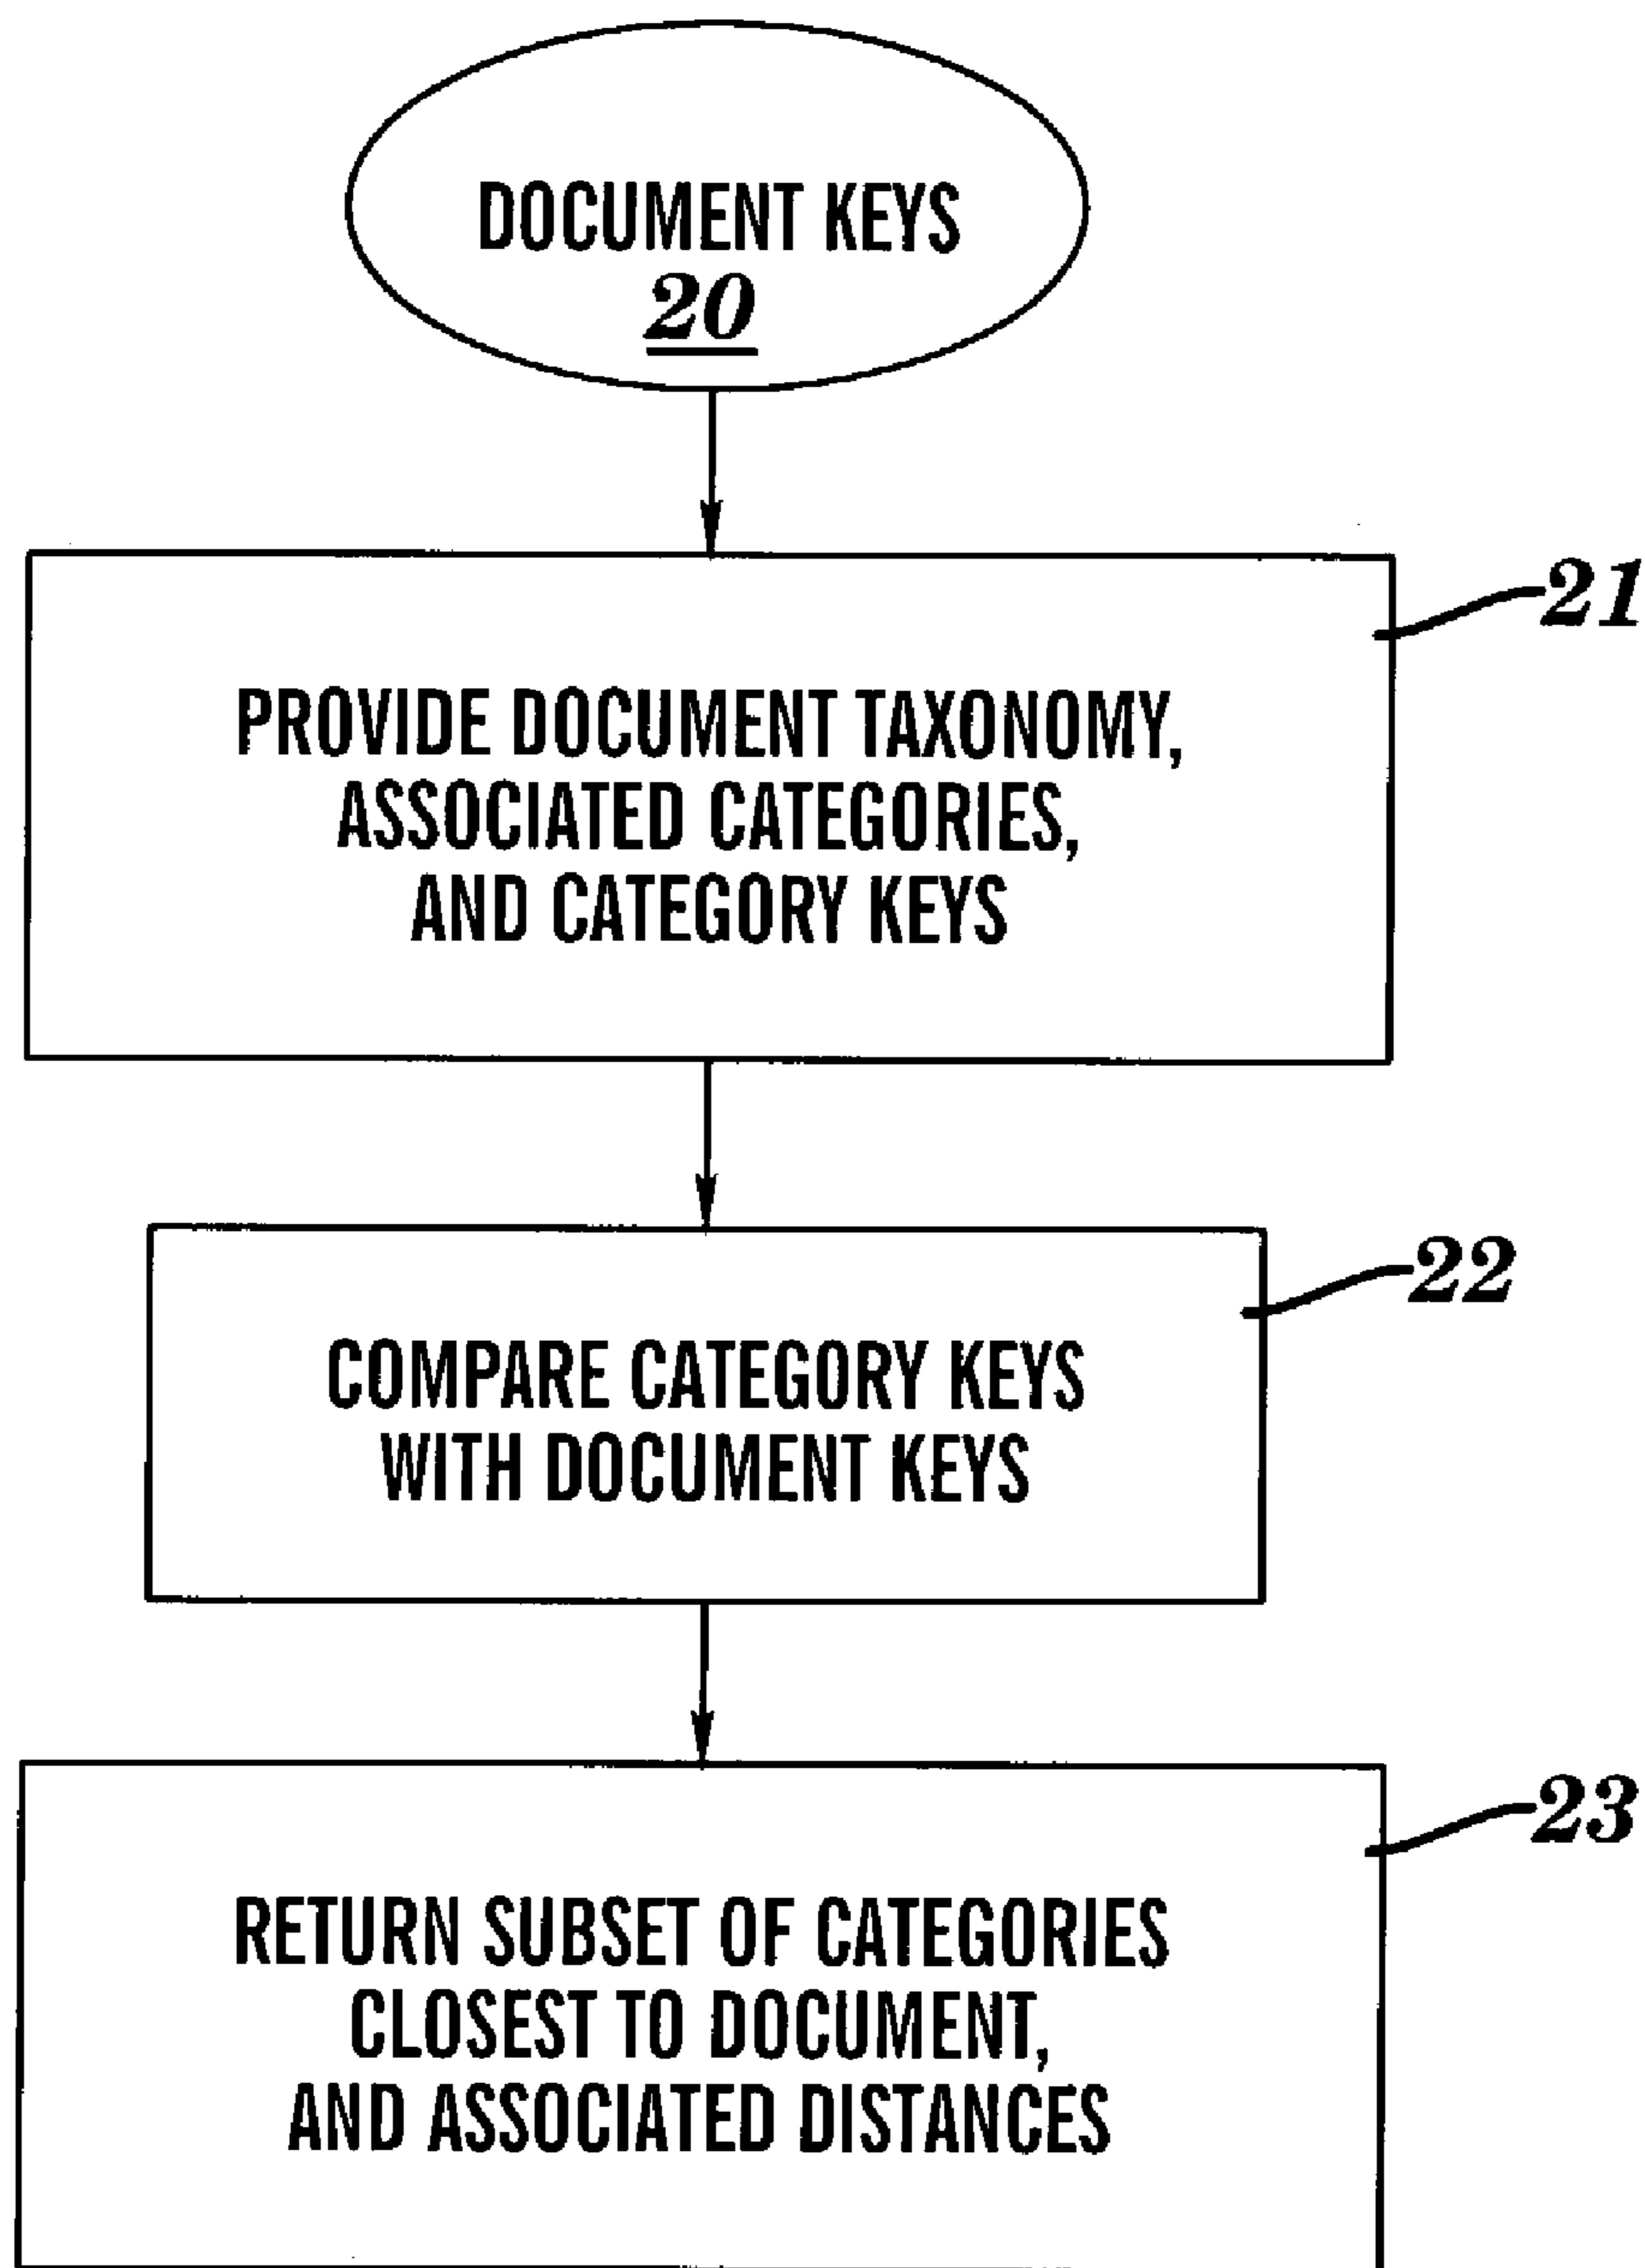 DOCUMENT KEYS
20
21
PROVIDE DOCUMENT TAXONOMY,
ASSOCIATED CATEGORIES,
AND CATEGORY KEYS
22
COMPARE CATEGORY KEYS
WITH DOCUMENT KEYS
23
RETURN SUBSET OF CATEGORIES
CLOSEST TO DOCUMENT,
AND ASSOCIATED DISTANCES